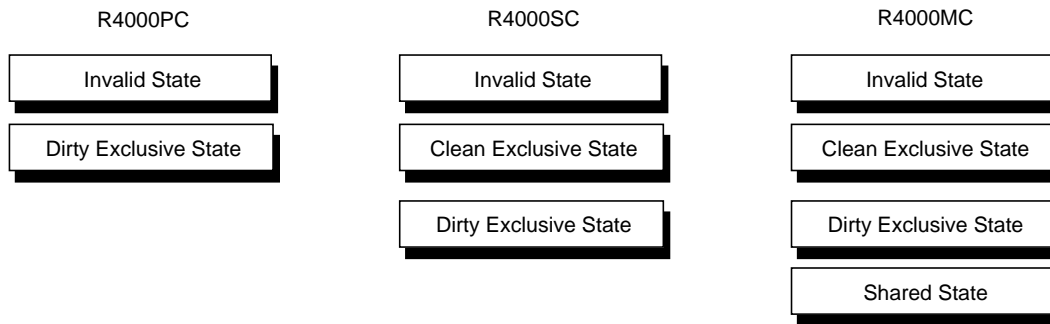 R4000PC
Invalid State
Dirty Exclusive State
R4000SC
Invalid State
Clean Exclusive State
Dirty Exclusive State
R4000MC
Invalid State
Clean Exclusive State
Dirty Exclusive State
Shared State